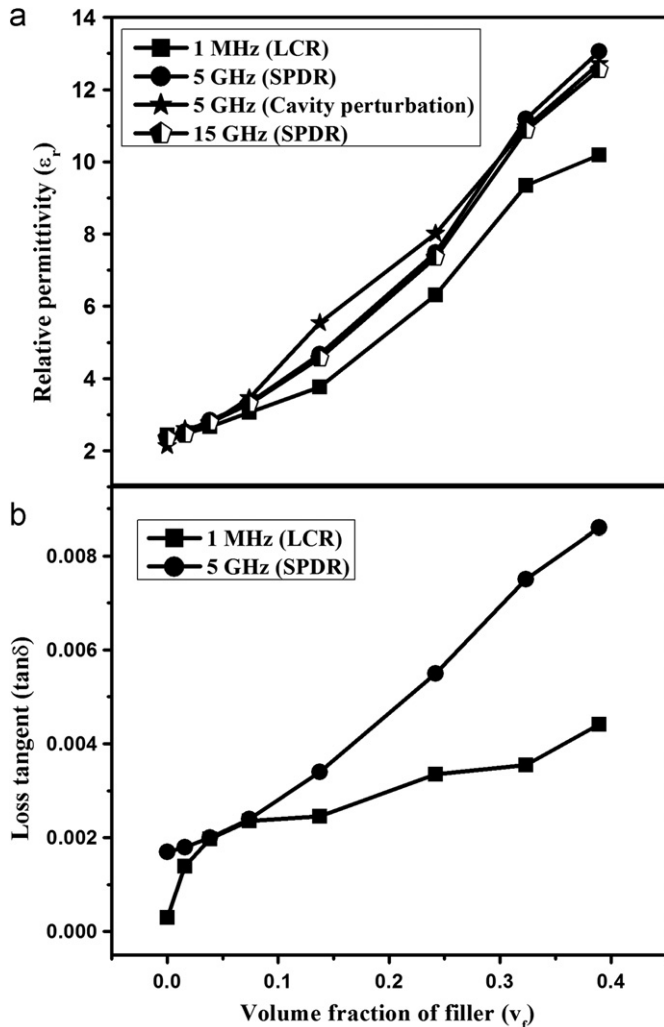 a
14
12
10
8
6
4
2
Relative permittivity (εr)
1 MHz (LCR)
5 GHz (SPDR)
5 GHz (Cavity perturbation)
15 GHz (SPDR)
b
0.008
0.006
0.004
0.002
0.000
Loss tangent (tanδ)
1 MHz (LCR)
5 GHz (SPDR)
0.0 0.1 0.2 0.3 0.4
Volume fraction of filler (vf)